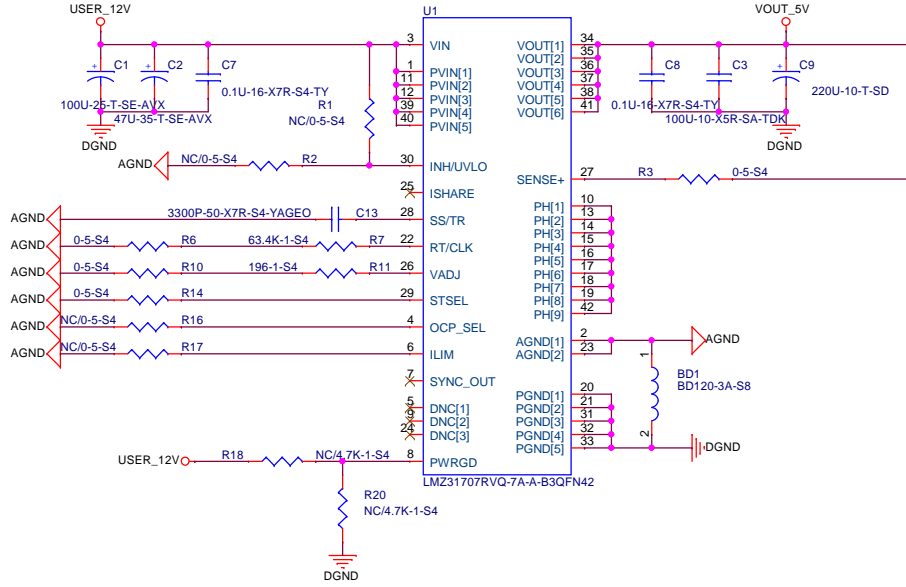 USER_12V
U1
VOUT_5V
3 VIN
VOUT[1] 34
VOUT[2] 35
1 PVIN[1]
VOUT[3] 36
11 PVIN[2]
VOUT[4] 37
12 PVIN[3]
VOUT[5] 38
39 PVIN[4]
VOUT[6] 41
40 PVIN[5]
C1
C2
C7
0.1U-16-X7R-S4-TY
100U-25-T-SE-AVX
47U-35-T-SE-AVX
DGND
R1
NC/0-5-S4
C8
C3
C9
220U-10-T-SD
0.1U-16-X7R-S4-TY
100U-10-X5R-SA-TDK
DGND
AGND
NC/0-5-S4
R2
30 INH/UVLO
SENSE+ 27
R3
0-5-S4
25 ISHARE
AGND
3300P-50-X7R-S4-YAGEO
C13
28 SS/TR
AGND
0-5-S4
R6
63.4K-1-S4
R7
22 RT/CLK
AGND
0-5-S4
R10
196-1-S4
R11
26 VADJ
AGND
0-5-S4
R14
29 STSEL
AGND
NC/0-5-S4
R16
4 OCP_SEL
AGND
NC/0-5-S4
R17
6 ILIM
PH[1] 10
PH[2] 13
PH[3] 14
PH[4] 15
PH[5] 16
PH[6] 17
PH[7] 18
PH[8] 19
PH[9] 42
AGND[1] 2
AGND
AGND[2] 23
1
BD1
BD120-3A-S8
2
7 SYNC_OUT
5 DNC[1]
9 DNC[2]
24 DNC[3]
PGND[1] 20
PGND[2] 21
PGND[3] 31
PGND[4] 32
PGND[5] 33
DGND
USER_12V
R18
NC/4.7K-1-S4
8 PWRGD
LMZ31707RVQ-7A-A-B3QFN42
R20
NC/4.7K-1-S4
DGND